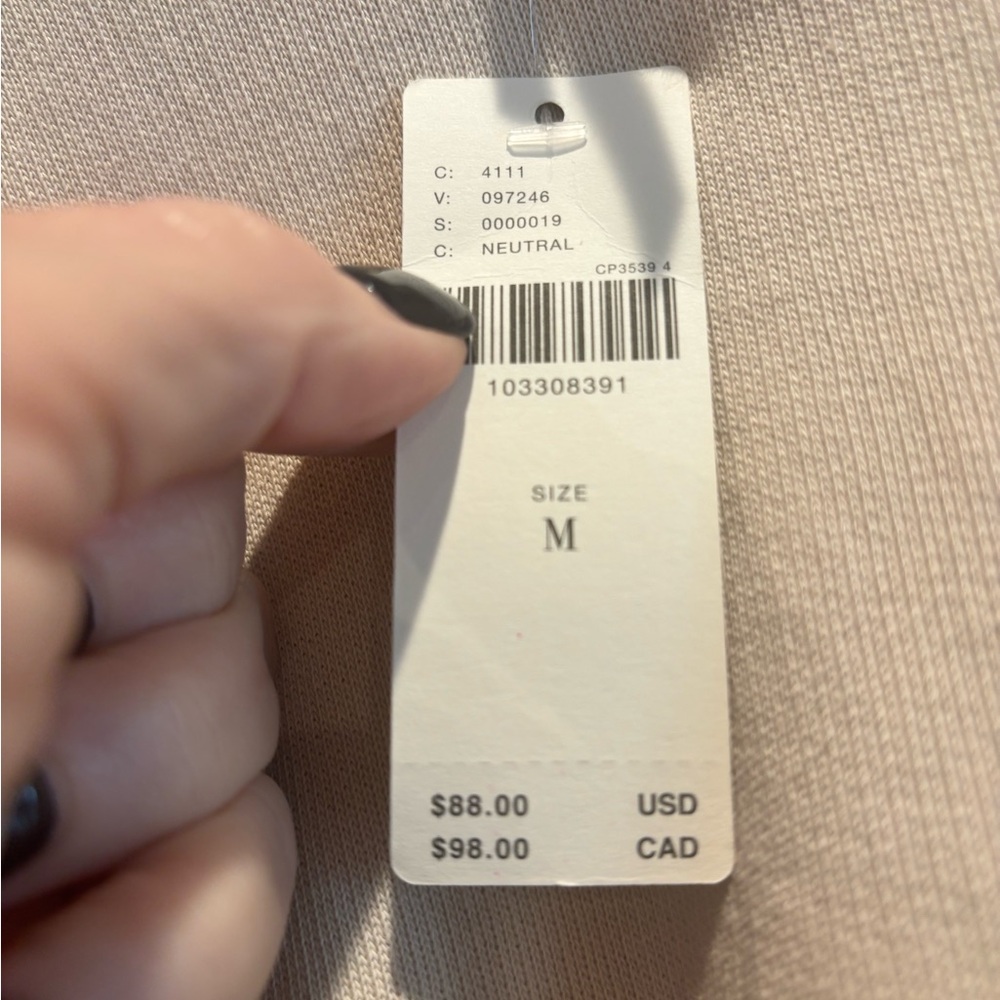 C: 4111
V: 097246
S: 0000019
C: NEUTRAL
CP3539 4
103308391
SIZE
M
$88.00 USD
$98.00 CAD